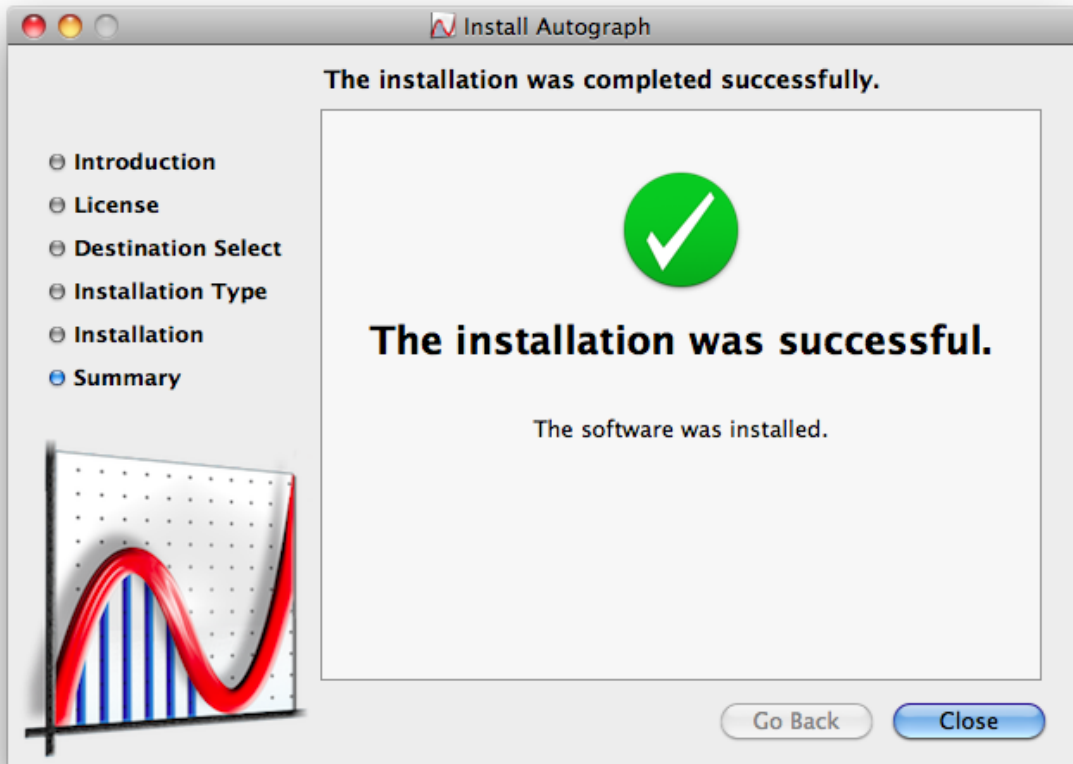 Install Autograph
The installation was completed successfully.
Introduction
License
Destination Select
Installation Type
Installation
Summary
The installation was successful.
The software was installed.
Go Back
Close